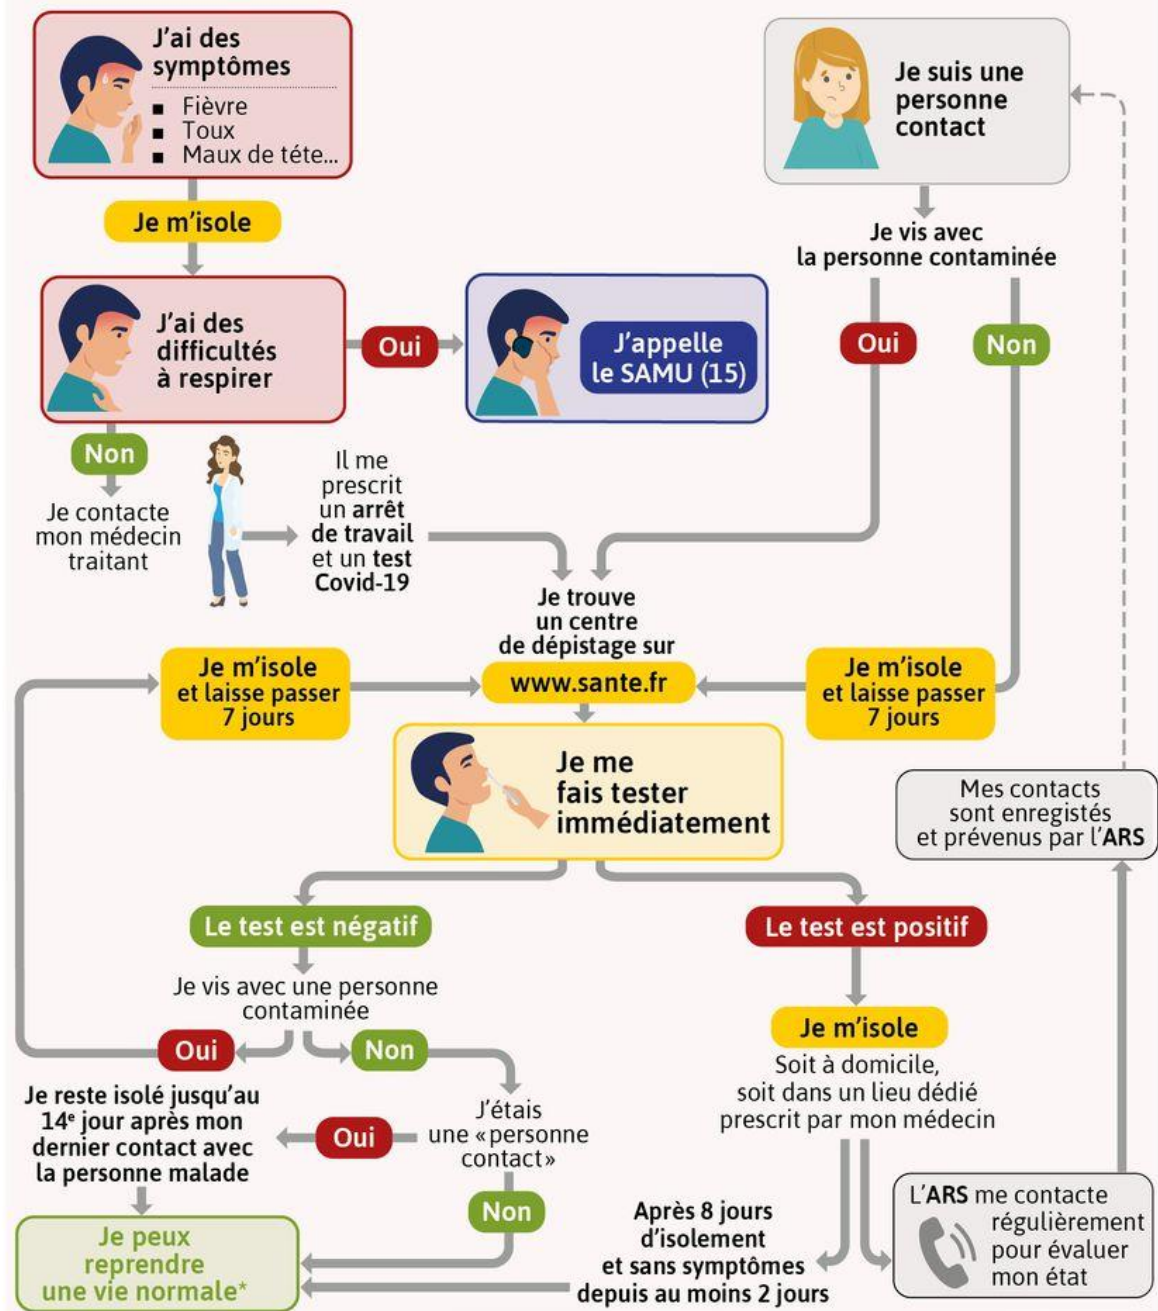 J'ai des
symptômes
▪ Fièvre
▪ Toux
▪ Maux de téte...
Je suis une
personne
contact
Je m'isole
Je vis avec
la personne contaminée
J'ai des
difficultés
à respirer
Oui
J'appelle
le SAMU (15)
Oui
Non
Non
Je contacte
mon médecin
traitant
Il me
prescrit
un arrêt
de travail
et un test
Covid-19
Je trouve
un centre
de dépistage sur
www.sante.fr
Je m'isole
et laisse passer
7 jours
Je m'isole
et laisse passer
7 jours
Je me
fais tester
immédiatement
Mes contacts
sont enregistés
et prévenus par l'ARS
Le test est négatif
Le test est positif
Je vis avec une personne
contaminée
Oui
Non
Je m'isole
Soit à domicile,
soit dans un lieu dédié
prescrit par mon médecin
Je reste isolé jusqu'au
14e jour après mon
dernier contact avec
la personne malade
Oui
J'étais
une «personne
contact»
Non
Après 8 jours
d'isolement
et sans symptômes
depuis au moins 2 jours
L'ARS me contacte
régulièrement
pour évaluer
mon état
Je peux
reprendre
une vie normale*